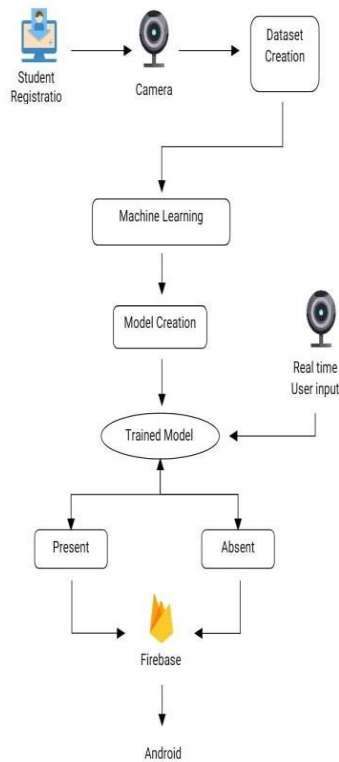 Student
Registratio
Camera
Dataset
Creation
Machine Learning
Model Creation
Real time
User input
Trained Model
Present
Absent
Firebase
Android